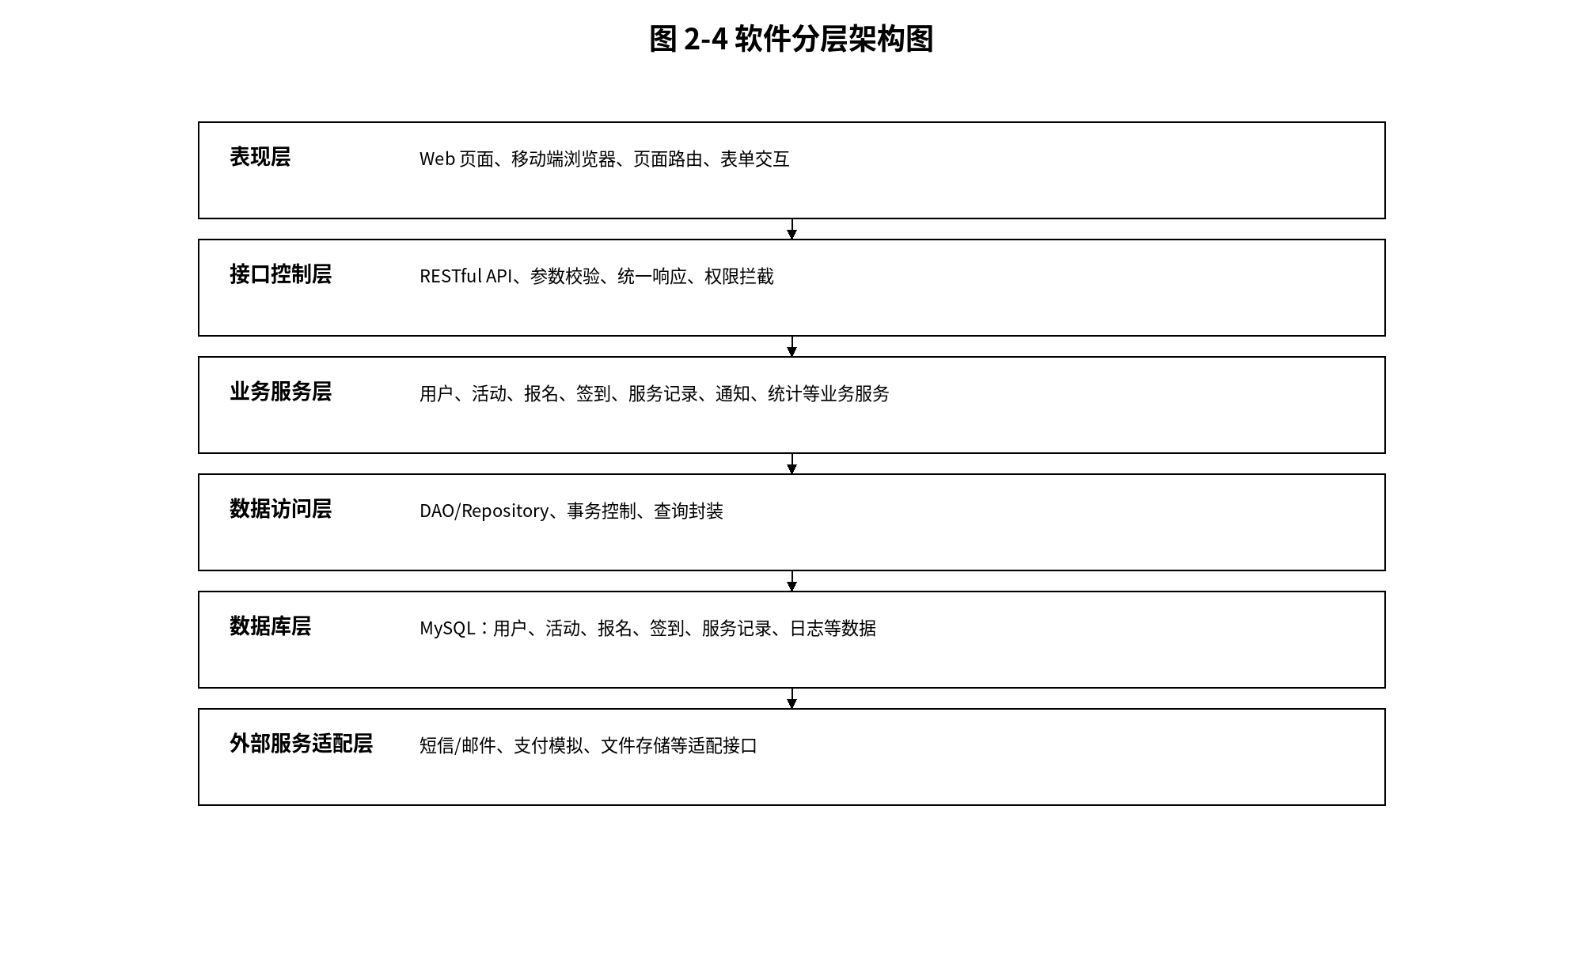 图 2-4 软件分层架构图
表现层 Web 页面、移动端浏览器、页面路由、表单交互
接口控制层 RESTful API、参数校验、统一响应、权限拦截
业务服务层 用户、活动、报名、签到、服务记录、通知、统计等业务服务
数据访问层 DAO/Repository、事务控制、查询封装
数据库层 MySQL：用户、活动、报名、签到、服务记录、日志等数据
外部服务适配层 短信/邮件、支付模拟、文件存储等适配接口